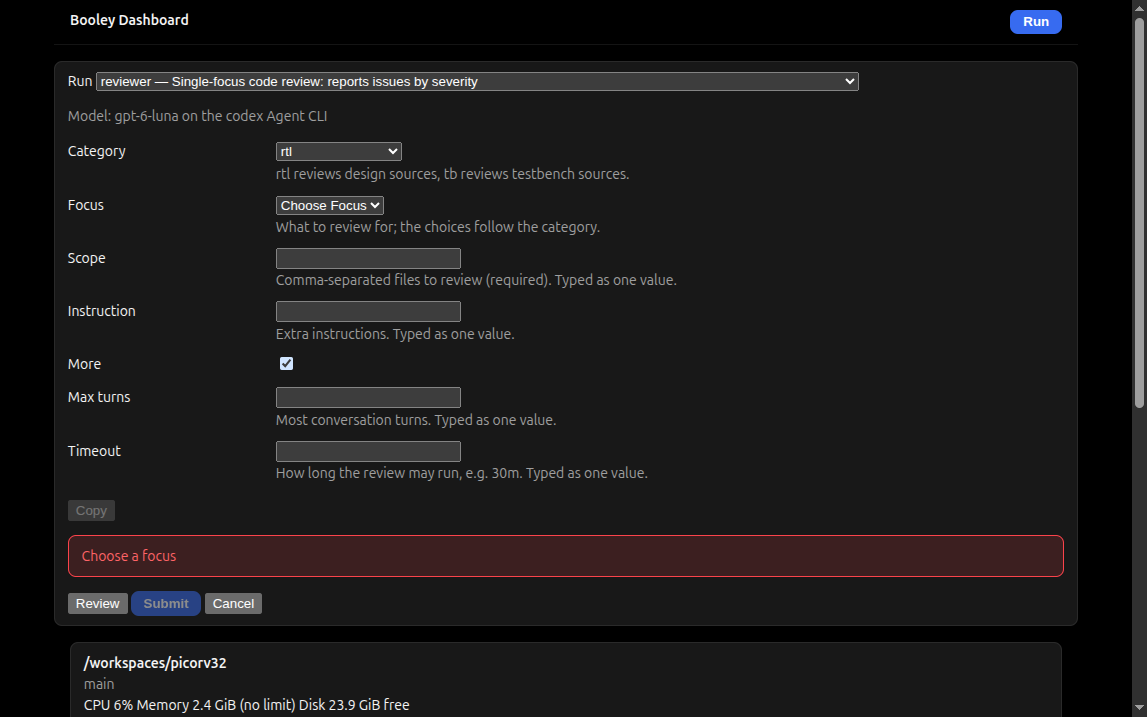 Booley Dashboard
Run
Run reviewer — Single-focus code review: reports issues by severity
Model: gpt-6-luna on the codex Agent CLI
Category rtl
rtl reviews design sources, tb reviews testbench sources.
Focus Choose Focus
What to review for; the choices follow the category.
Scope
Comma-separated files to review (required). Typed as one value.
Instruction
Extra instructions. Typed as one value.
More
Max turns
Most conversation turns. Typed as one value.
Timeout
How long the review may run, e.g. 30m. Typed as one value.
Copy
Choose a focus
Review Submit Cancel
/workspaces/picorv32
main
CPU 6% Memory 2.4 GiB (no limit) Disk 23.9 GiB free